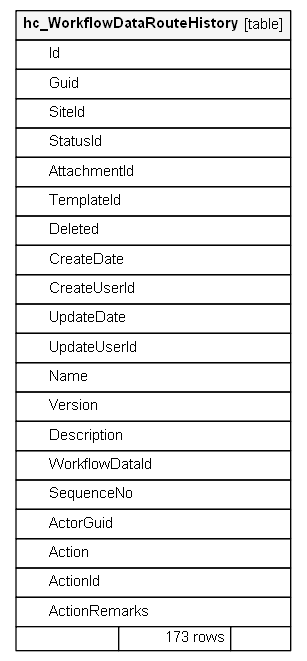 hc_WorkflowDataRouteHistory [table]
Id
Guid
SiteId
StatusId
AttachmentId
TemplateId
Deleted
CreateDate
CreateUserId
UpdateDate
UpdateUserId
Name
Version
Description
WorkflowDataId
SequenceNo
ActorGuid
Action
ActionId
ActionRemarks
173 rows